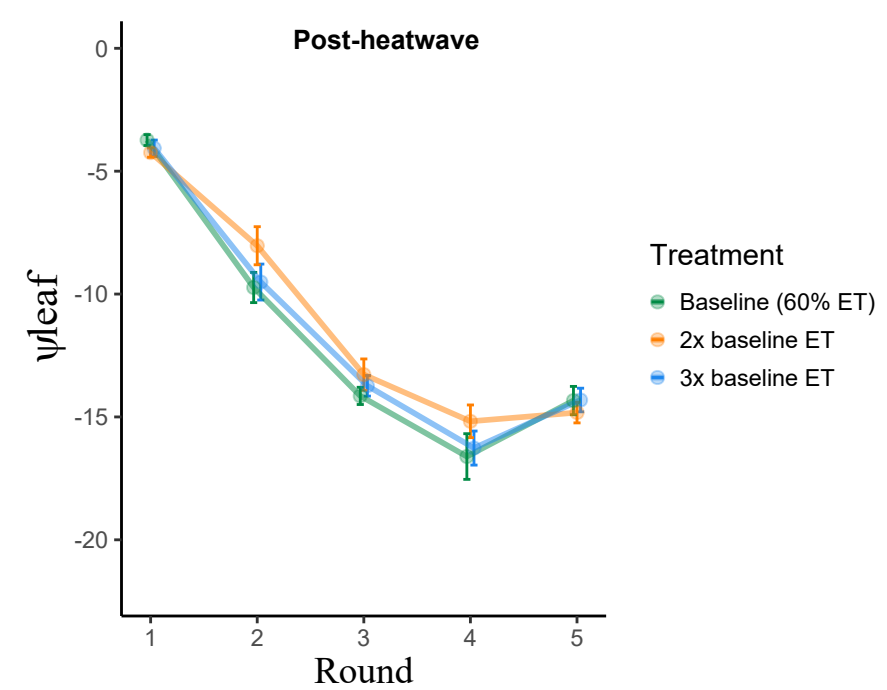 Post-heatwave
0
-5
-10
-15
-20
ψleaf
1 2 3 4 5
Round
Treatment
Baseline (60% ET)
2x baseline ET
3x baseline ET